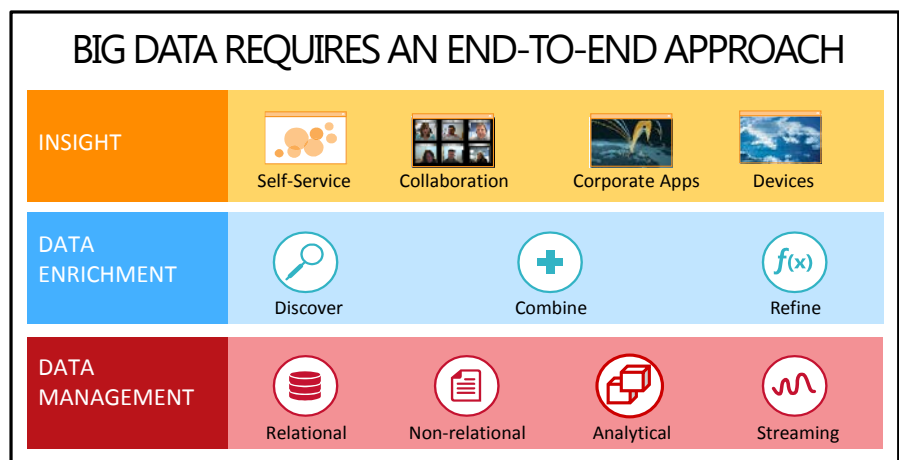 BIG DATA REQUIRES AN END-TO-END APPROACH
INSIGHT
Self-Service
Collaboration
Corporate Apps
Devices
DATA
ENRICHMENT
Discover
Combine
f(x)
Refine
DATA
MANAGEMENT
Relational
Non-relational
Analytical
Streaming